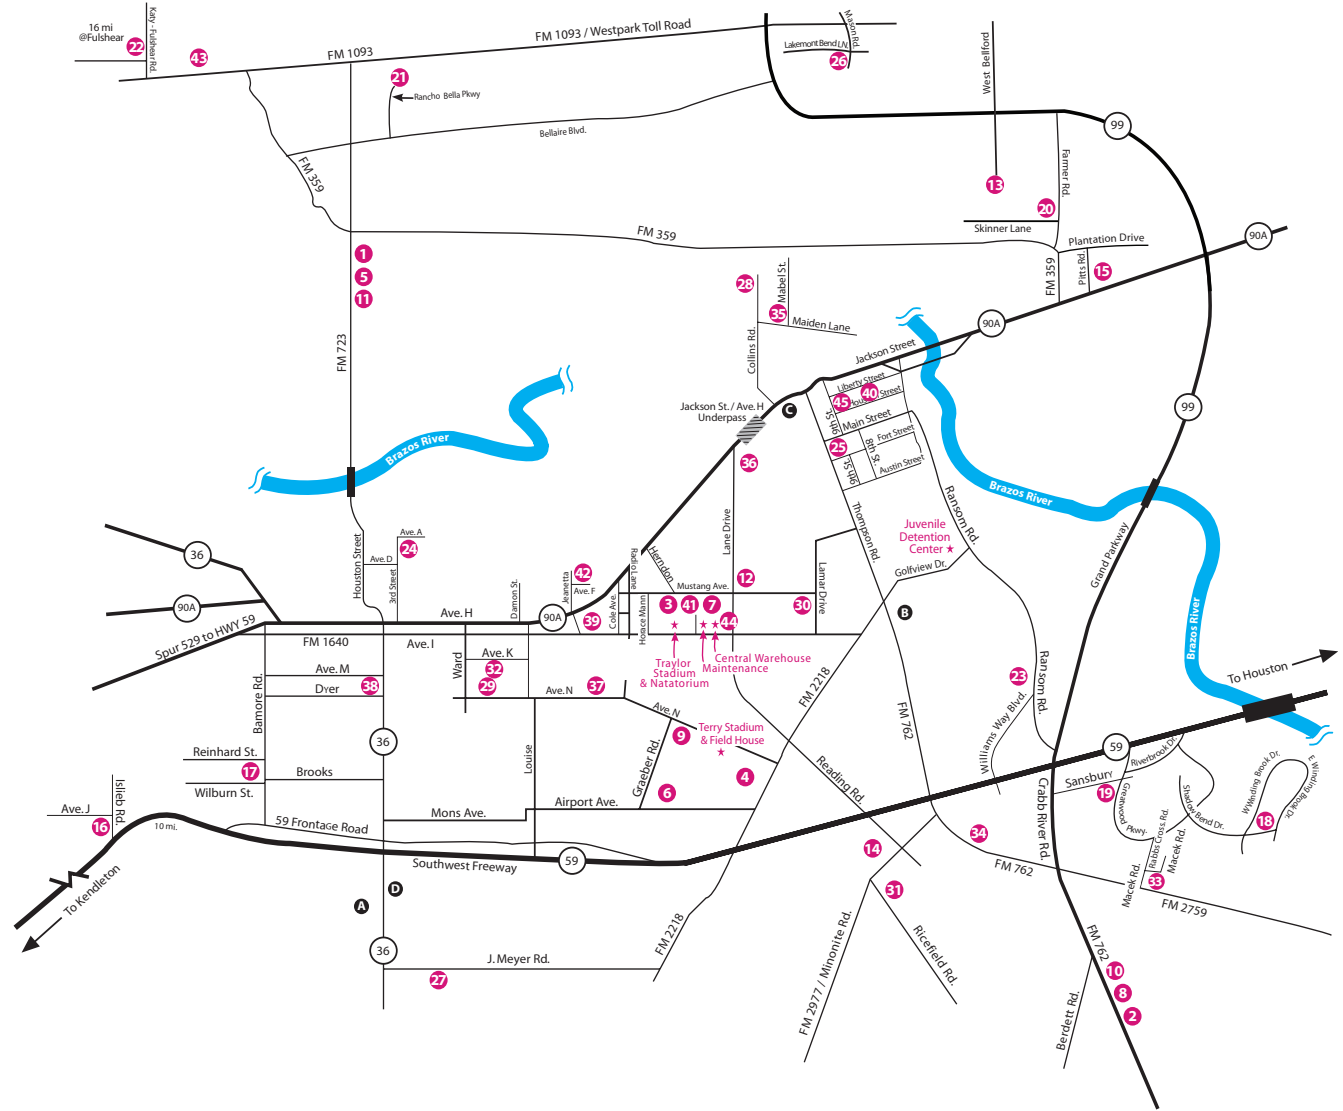 16 mi
@Fulshear
22
Katy - Fulshear Rd.
43
FM 1093
FM 1093 / Westpark Toll Road
Mason Rd.
Lakemont Bend LN.
26
West Bellford
21
Rancho Bella Pkwy
Bellaire Blvd.
99
FM 359
Farmer Rd.
13
20
Skinner Lane
FM 359
Plantation Drive
90A
1
5
11
FM 723
28
Mabel St.
35
Maiden Lane
Collins Rd.
FM 359
Pitts Rd.
15
90A
Jackson Street
Liberty Street
40
45
9th St.
Main Street
99
Jackson St. / Ave. H
Underpass
C
25
8th St.
Fort Street
Austin Street
9th St.
36
Brazos River
Brazos River
Thompson Rd.
Ransom Rd.
Juvenile
Detention
Center
Golfview Dr.
Grand Parkway
36
90A
Houston Street
Ave. A
24
Ave. D
3rd Street
Ave. H
Damon St.
90A
Jeanetta
42
Ave. F
39
Cole Ave.
Radio Lane
Horace Mann
Herndon
Mustang Ave.
Lane Drive
12
3
41
7
44
30
Lamar Drive
B
Brazos River
Spur 529 to HWY 59
FM 1640
Ave. I
Traylor
Stadium
& Natatorium
Central Warehouse
Maintenance
To Houston
Bamore Rd.
Ave. M
Dyer
38
Ward
Ave. K
32
29
Ave. N
37
Ave. N
FM 2218
FM 762
23
Williams Way Blvd.
Ransom Rd.
36
Reinhard St.
17
Brooks
Wilburn St.
Louise
Graeber Rd.
9
Terry Stadium
& Field House
4
6
Reading Rd.
59
Riverbrook Dr.
Sansbury
19
Greatwood
Pkwy.
Shadow Bend Dr.
W Winding Brook Dr.
E Winding Brook Dr.
18
Ave. J
Islieb Rd.
16
10 mi.
59 Frontage Road
Mons Ave.
Airport Ave.
Southwest Freeway
59
14
34
Crabb River Rd.
Rabbs Cross. Rd.
Macek Rd.
Macek Rd.
33
FM 762
FM 2759
To Kendleton
D
A
31
36
J. Meyer Rd.
27
FM 2218
FM 2977 / Minonite Rd.
Ricefield Rd.
FM 762
10
8
2
Berdett Rd.